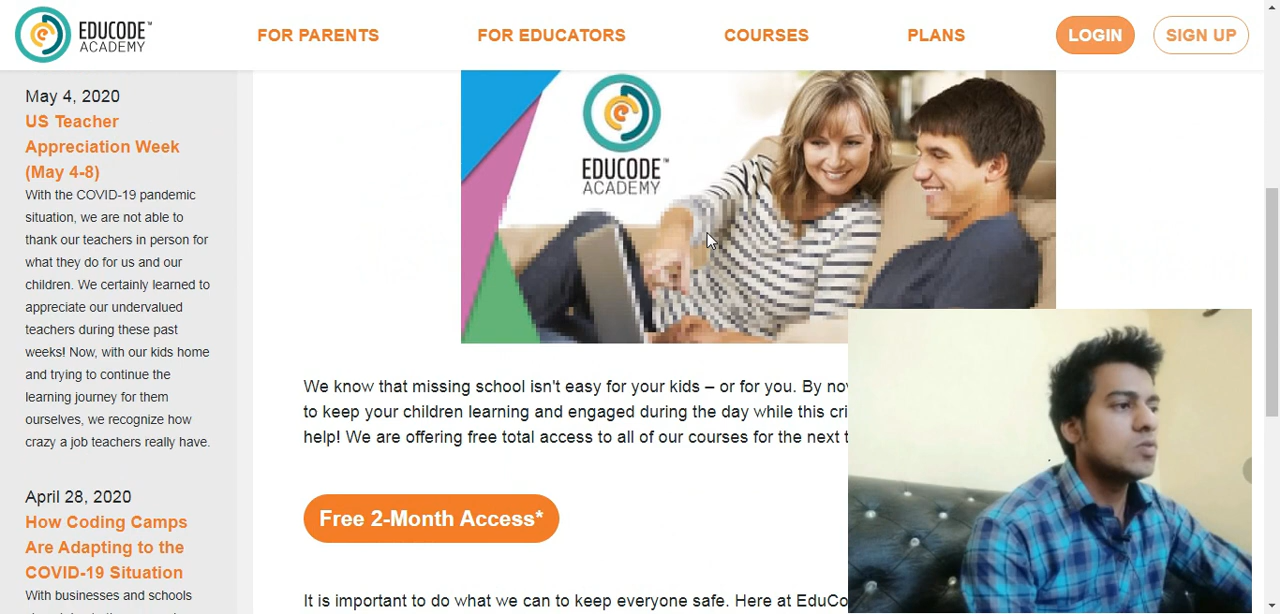 EDUCODE™
ACADEMY
FOR PARENTS
FOR EDUCATORS
COURSES
PLANS
LOGIN
SIGN UP
May 4, 2020
US Teacher
Appreciation Week
(May 4-8)
With the COVID-19 pandemic
situation, we are not able to
thank our teachers in person for
what they do for us and our
children. We certainly learned to
appreciate our undervalued
teachers during these past
weeks! Now, with our kids home
and trying to continue the
learning journey for them
ourselves, we recognize how
crazy a job teachers really have.
April 28, 2020
How Coding Camps
Are Adapting to the
COVID-19 Situation
With businesses and schools
EDUCODE™
ACADEMY
We know that missing school isn't easy for your kids – or for you. By
to keep your children learning and engaged during the day while this
help! We are offering free total access to all of our courses for the next
Free 2-Month Access*
It is important to do what we can to keep everyone safe. Here at